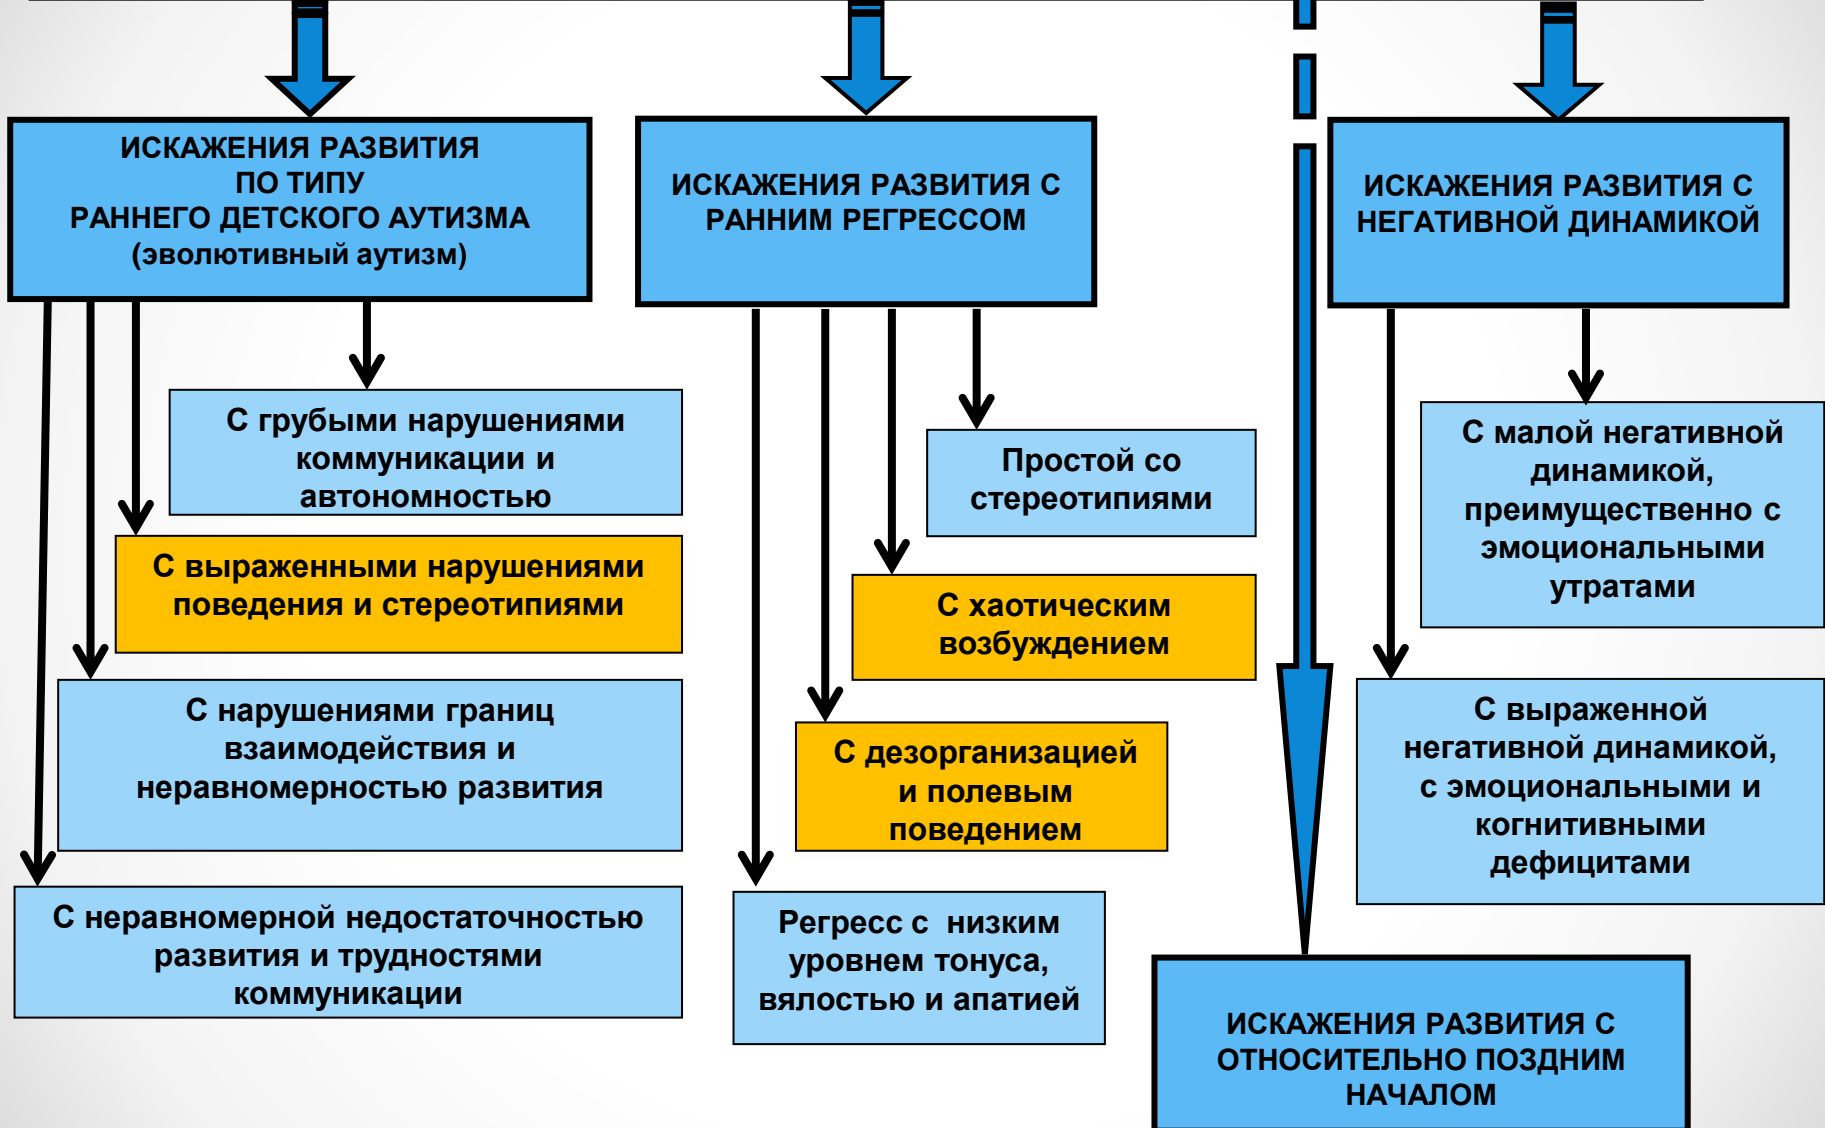 ИСКАЖЕНИЯ РАЗВИТИЯ
ПО ТИПУ
РАННЕГО ДЕТСКОГО АУТИЗМА
(эволютивный аутизм)
С грубыми нарушениями
коммуникации и
автономностью
С выраженными нарушениями
поведения и стереотипиями
С нарушениями границ
взаимодействия и
неравномерностью развития
С неравномерной недостаточностью
развития и трудностями
коммуникации
ИСКАЖЕНИЯ РАЗВИТИЯ С
РАННИМ РЕГРЕССОМ
Простой со
стереотипиями
С хаотическим
возбуждением
С дезорганизацией
и полевым
поведением
Регресс с низким
уровнем тонуса,
вялостью и апатией
ИСКАЖЕНИЯ РАЗВИТИЯ С
НЕГАТИВНОЙ ДИНАМИКОЙ
С малой негативной
динамикой,
преимущественно с
эмоциональными
утратами
С выраженной
негативной динамикой,
с эмоциональными и
когнитивными
дефицитами
ИСКАЖЕНИЯ РАЗВИТИЯ С
ОТНОСИТЕЛЬНО ПОЗДНИМ
НАЧАЛОМ